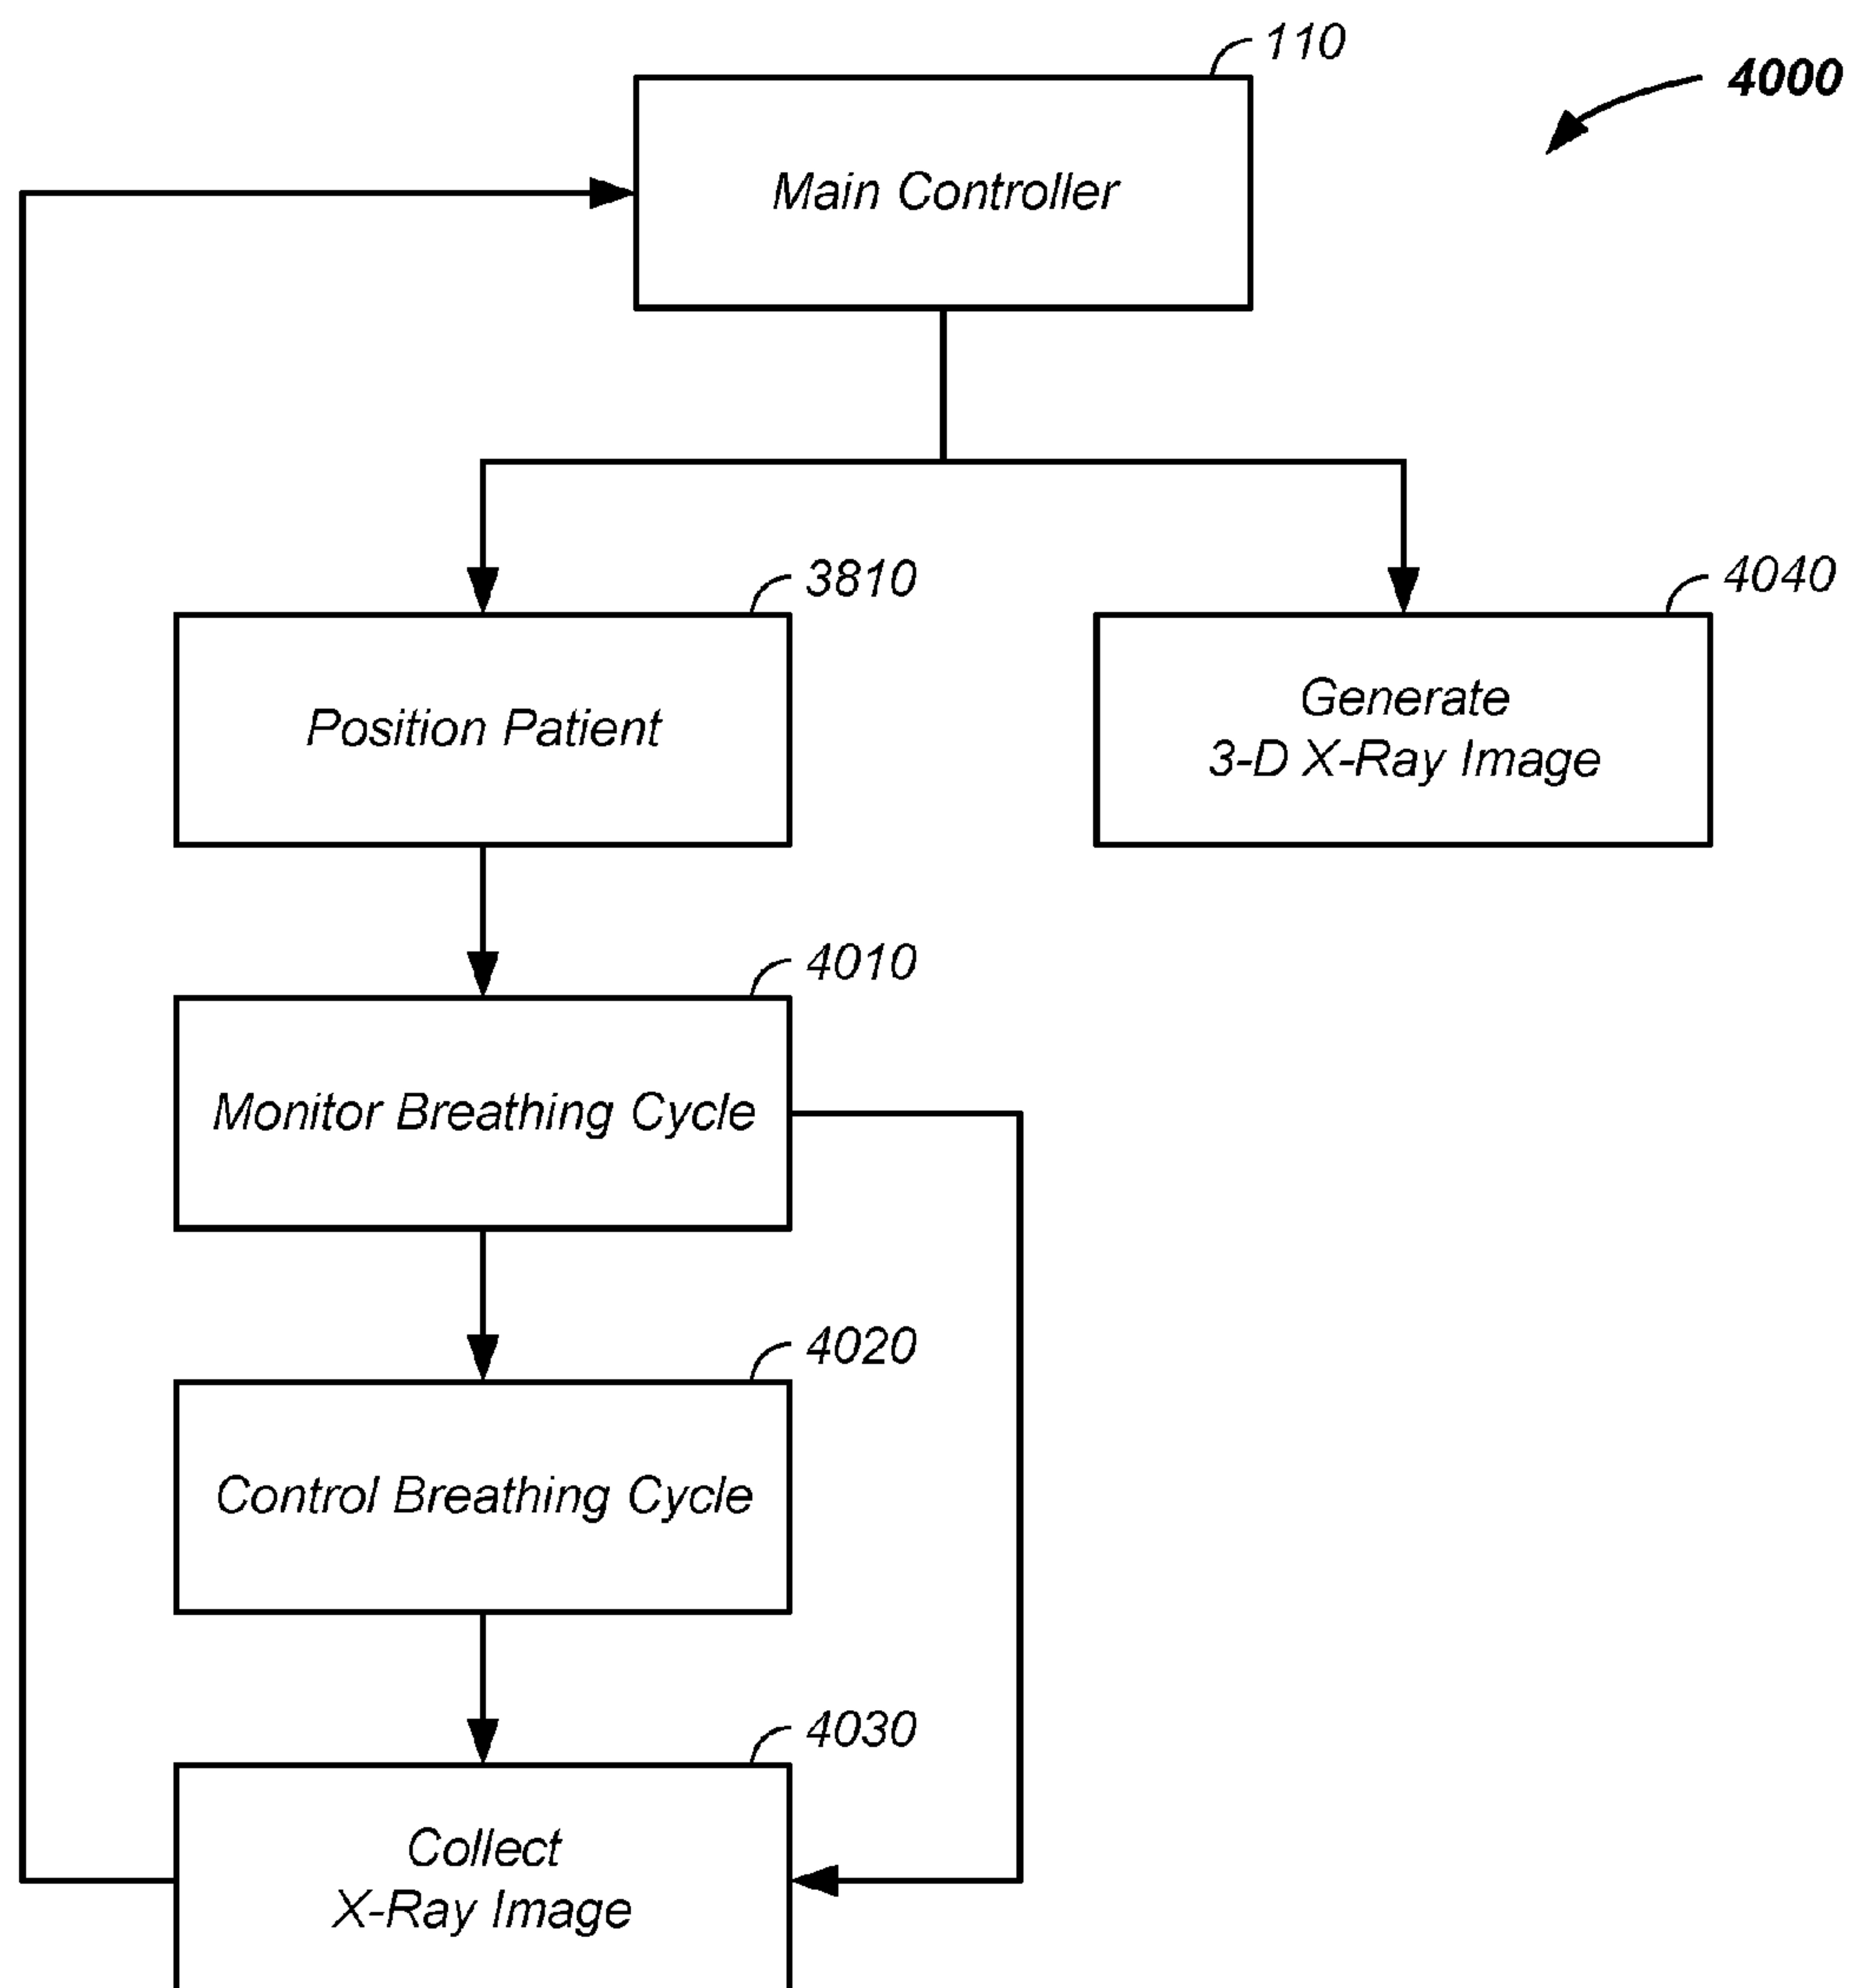 110
4000
Main Controller
3810
4040
Position Patient
Generate
3-D X-Ray Image
4010
Monitor Breathing Cycle
4020
Control Breathing Cycle
4030
Collect
X-Ray Image